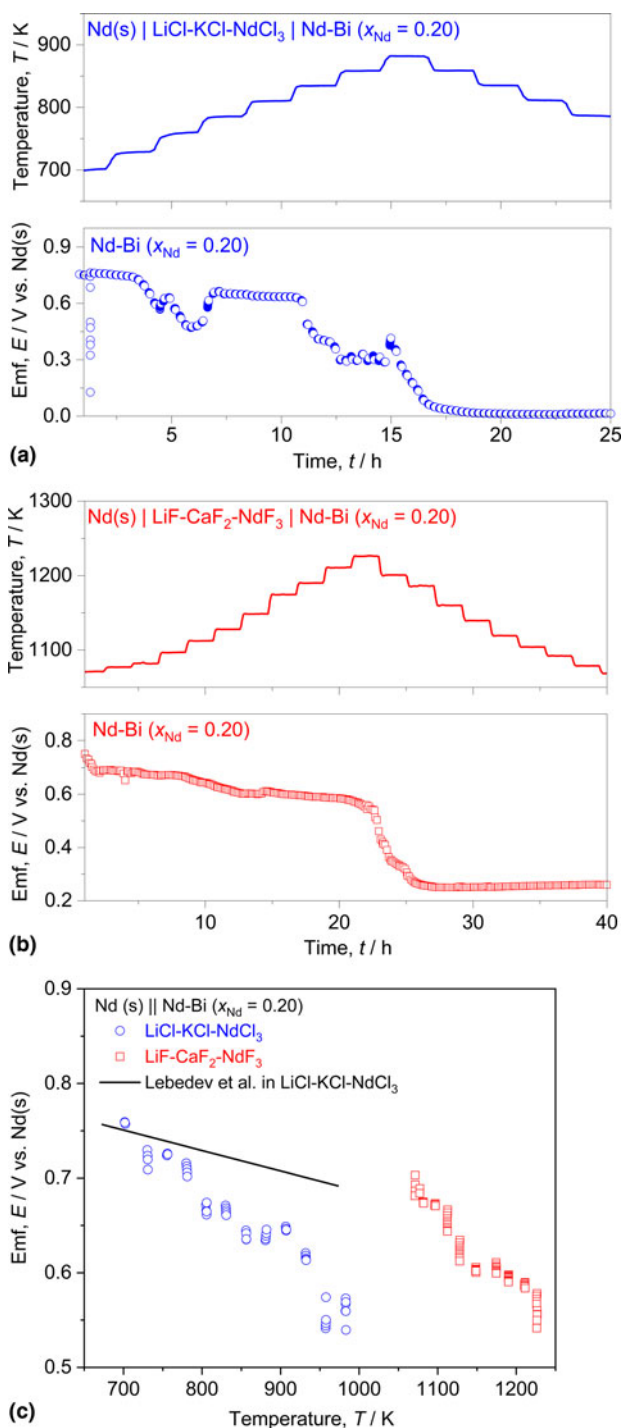 Nd(s) | LiCl-KCl-NdCl₃ | Nd-Bi (xNd = 0.20)
Temperature, T / K
900
800
700
Nd-Bi (xNd = 0.20)
Emf, E / V vs. Nd(s)
0.9
0.6
0.3
0.0
5 10 15 20 25
Time, t / h
(a)
Nd(s) | LiF-CaF₂-NdF₃ | Nd-Bi (xNd = 0.20)
Temperature, T / K
1300
1200
1100
Nd-Bi (xNd = 0.20)
Emf, E / V vs. Nd(s)
0.8
0.6
0.4
0.2
10 20 30 40
Time, t / h
(b)
Nd (s) || Nd-Bi (xNd = 0.20)
LiCl-KCl-NdCl₃
LiF-CaF₂-NdF₃
Lebedev et al. in LiCl-KCl-NdCl₃
Emf, E / V vs. Nd(s)
0.9
0.8
0.7
0.6
0.5
700 800 900 1000 1100 1200
Temperature, T / K
(c)